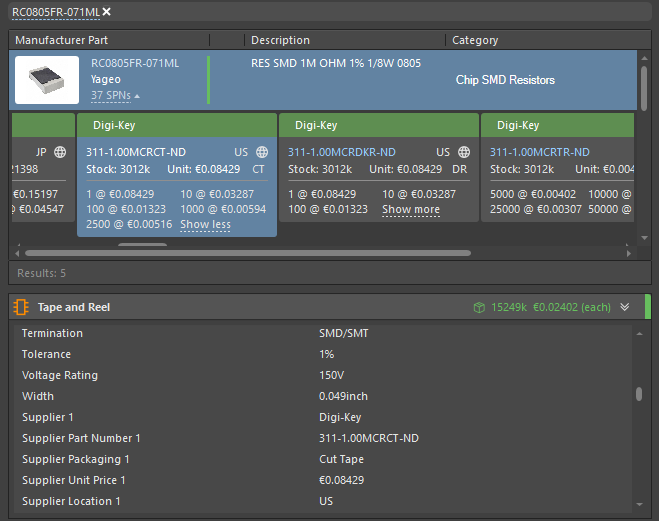 RC0805FR-071ML
Manufacturer Part Description Category
RC0805FR-071ML
Yageo
37 SPNs
RES SMD 1M OHM 1% 1/8W 0805
Chip SMD Resistors
JP
21398
@ €0.15197
@ €0.04547
Digi-Key
311-1.00MCRCT-ND US
Stock: 3012k Unit: €0.08429 CT
1 @ €0.08429 10 @ €0.03287
100 @ €0.01323 1000 @ €0.00594
2500 @ €0.00516 Show less
Digi-Key
311-1.00MCRDKR-ND US
Stock: 3012k Unit: €0.08429 DR
1 @ €0.08429 10 @ €0.03287
100 @ €0.01323 Show more
Digi-Key
311-1.00MCRTR-ND
Stock: 3012k Unit: €0.004
5000 @ €0.00402 10000 @
25000 @ €0.00307 50000 @
Results: 5
Tape and Reel 15249k €0.02402 (each)
Termination SMD/SMT
Tolerance 1%
Voltage Rating 150V
Width 0.049inch
Supplier 1 Digi-Key
Supplier Part Number 1 311-1.00MCRCT-ND
Supplier Packaging 1 Cut Tape
Supplier Unit Price 1 €0.08429
Supplier Location 1 US